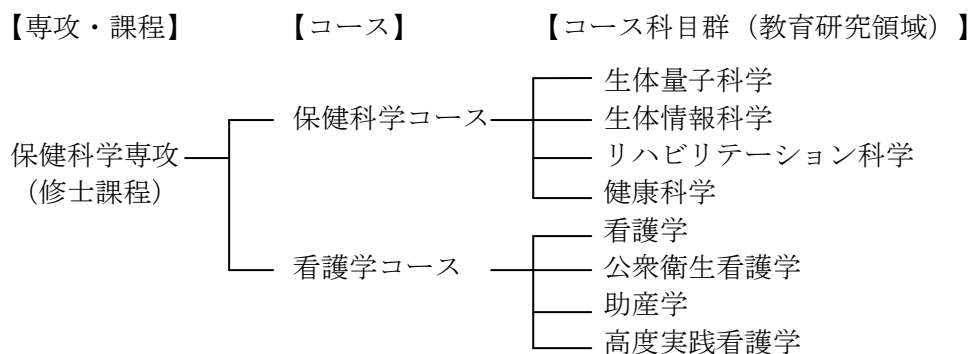 【専攻・課程】 【コース】 【コース科目群（教育研究領域）】
生体量子科学
保健科学コース 生体情報科学
保健科学専攻 リハビリテーション科学
（修士課程） 健康科学
看護学
看護学コース 公衆衛生看護学
助産学
高度実践看護学